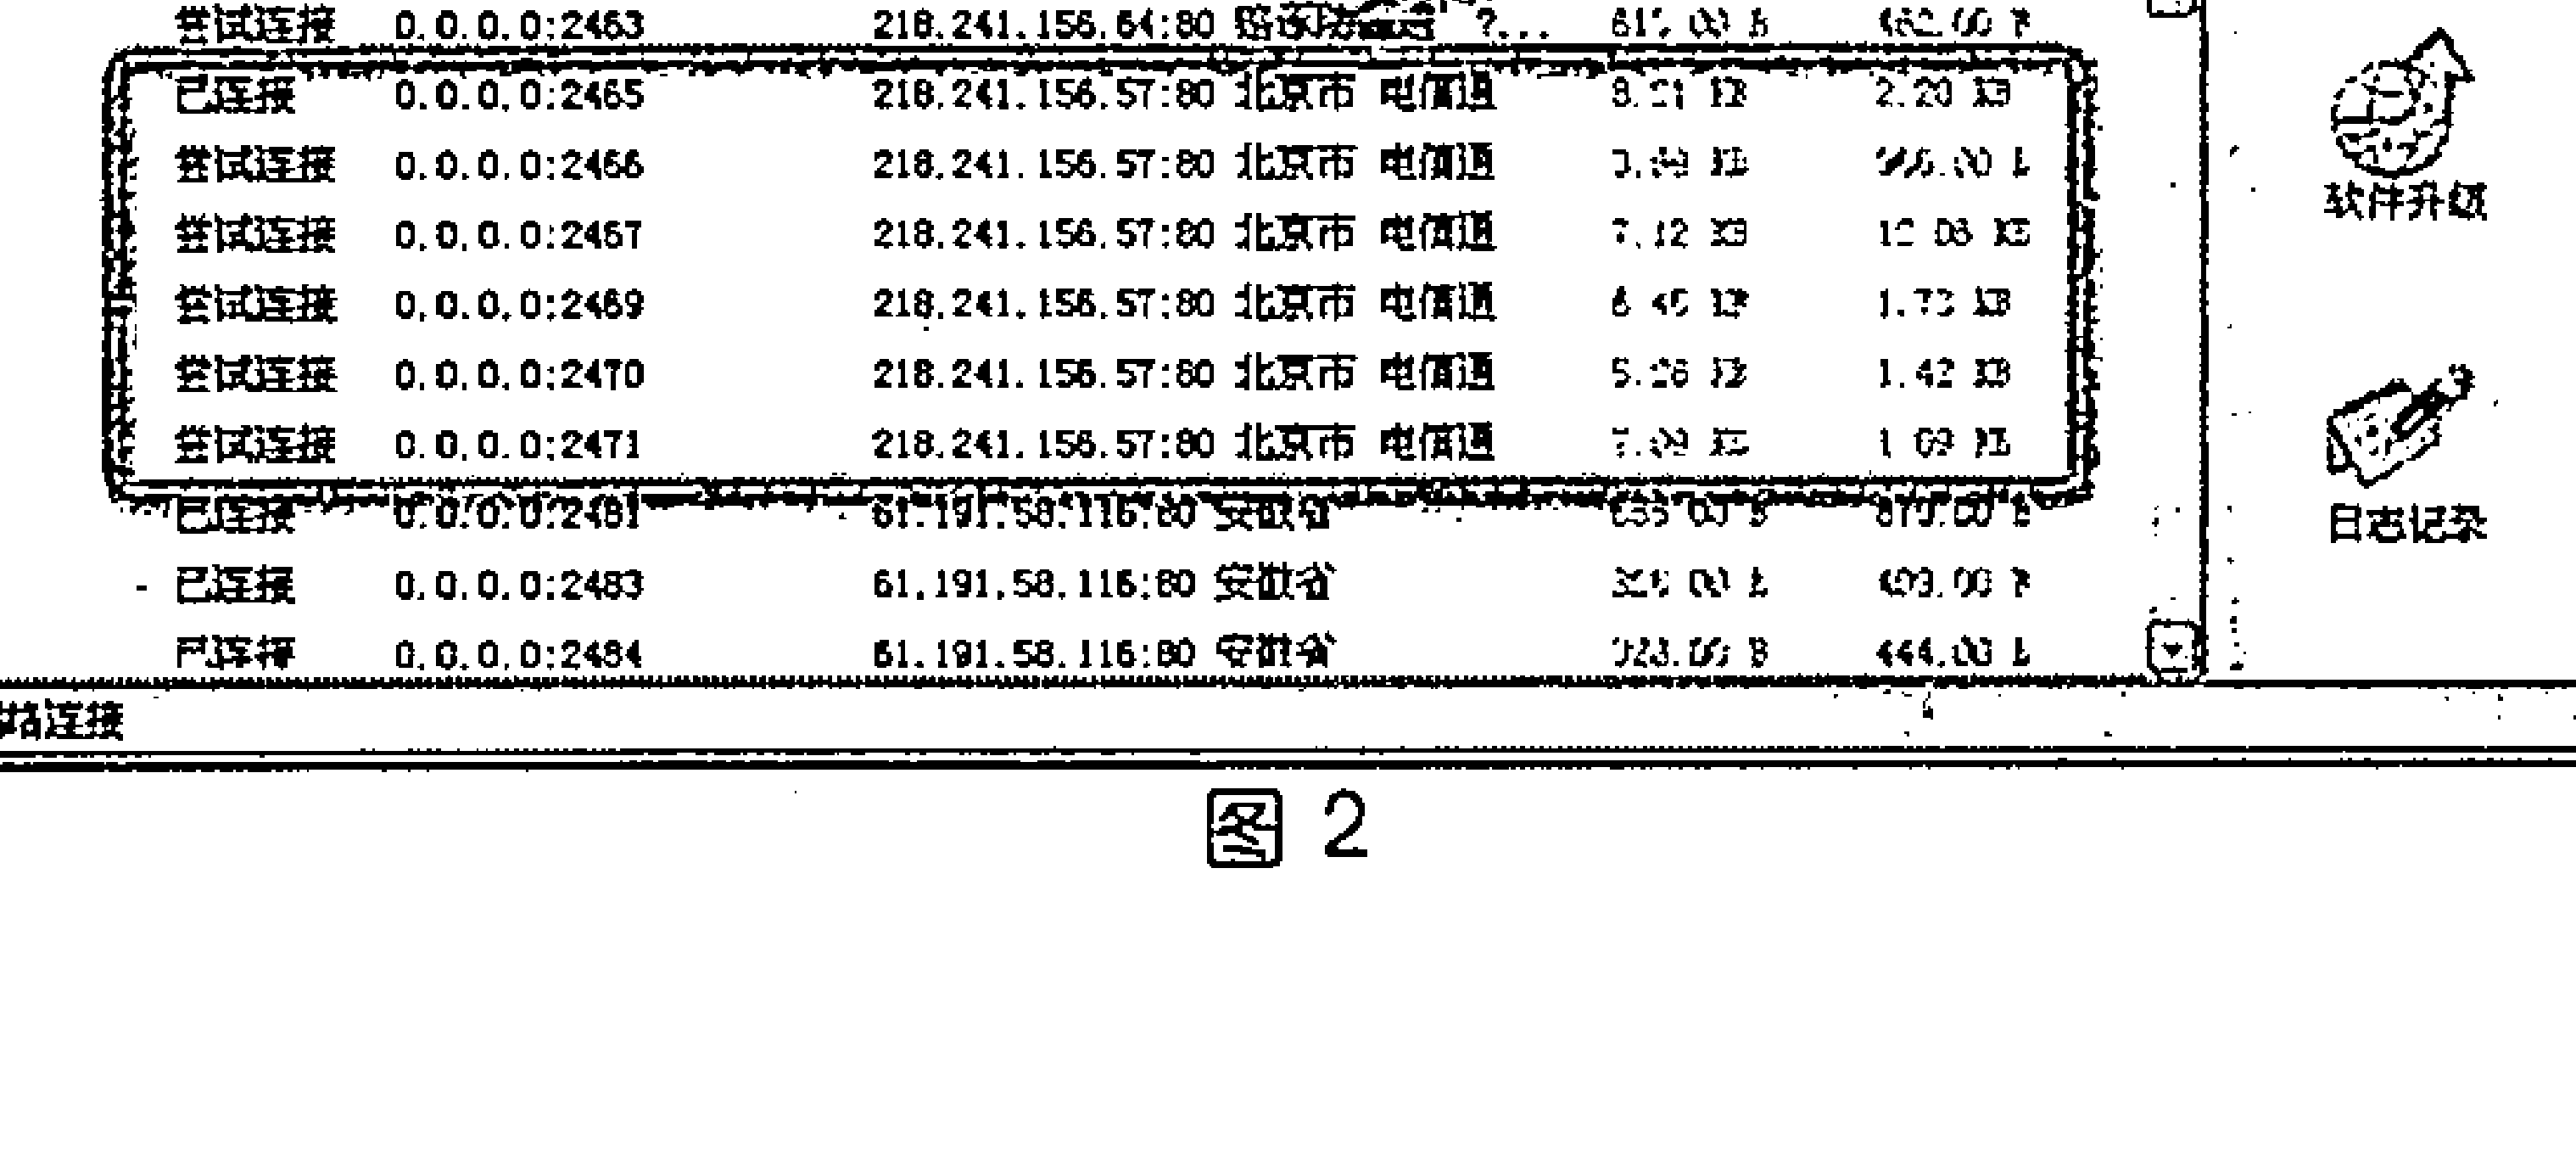 尝试连接 0.0.0.0:2463 218.241.156.64:80 ?...
已连接 0.0.0.0:2465 218.241.156.57:80 北京市 电信通 2.20 KB
尝试连接 0.0.0.0:2466 218.241.156.57:80 北京市 电信通
尝试连接 0.0.0.0:2467 218.241.156.57:80 北京市 电信通 7.12 KB
尝试连接 0.0.0.0:2469 218.241.156.57:80 北京市 电信通 KB
尝试连接 0.0.0.0:2470 218.241.156.57:80 北京市 电信通 1.42 KB
尝试连接 0.0.0.0:2471 218.241.156.57:80 北京市 电信通
已连接 0.0.0.0:2481 61.191.58.116:80 安徽省
已连接 0.0.0.0:2483 61.191.58.116:80 安徽省
已连接 0.0.0.0:2484 61.191.58.116:80 安徽省 444.00 B
软件升级
日志记录
连接
图 2